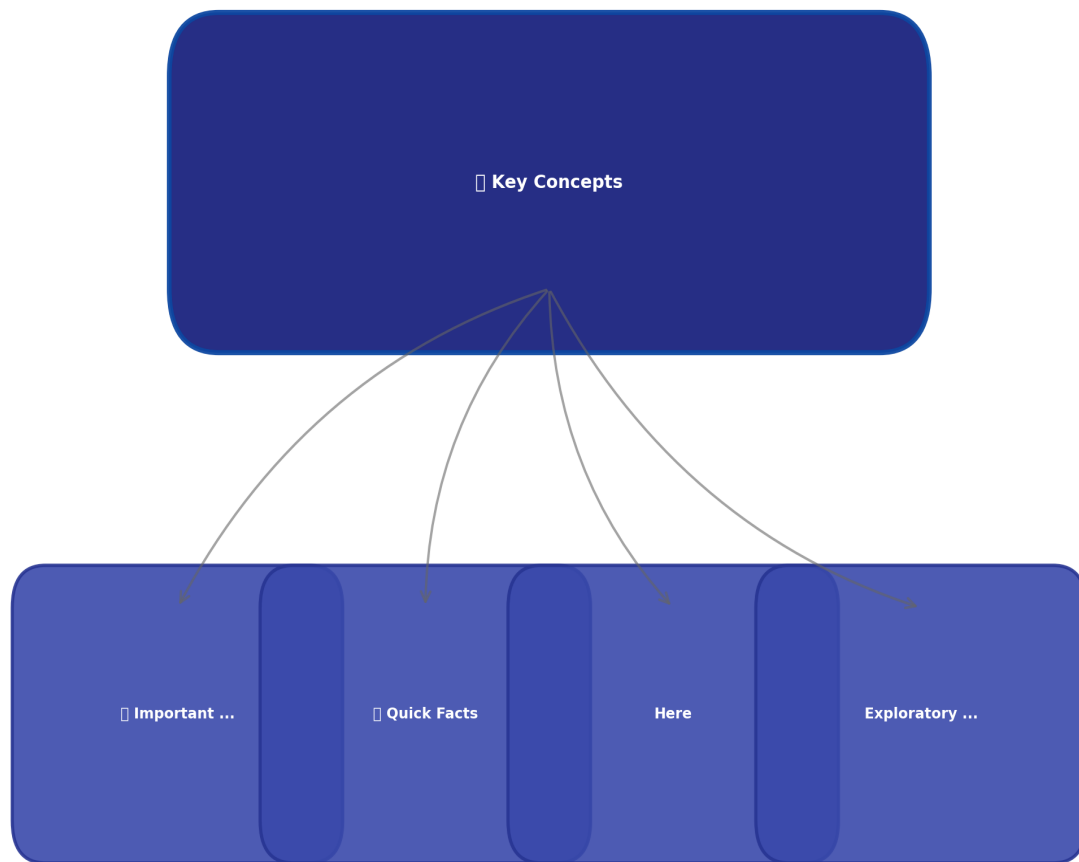 Key Concepts
Important ...
Quick Facts
Here
Exploratory ...